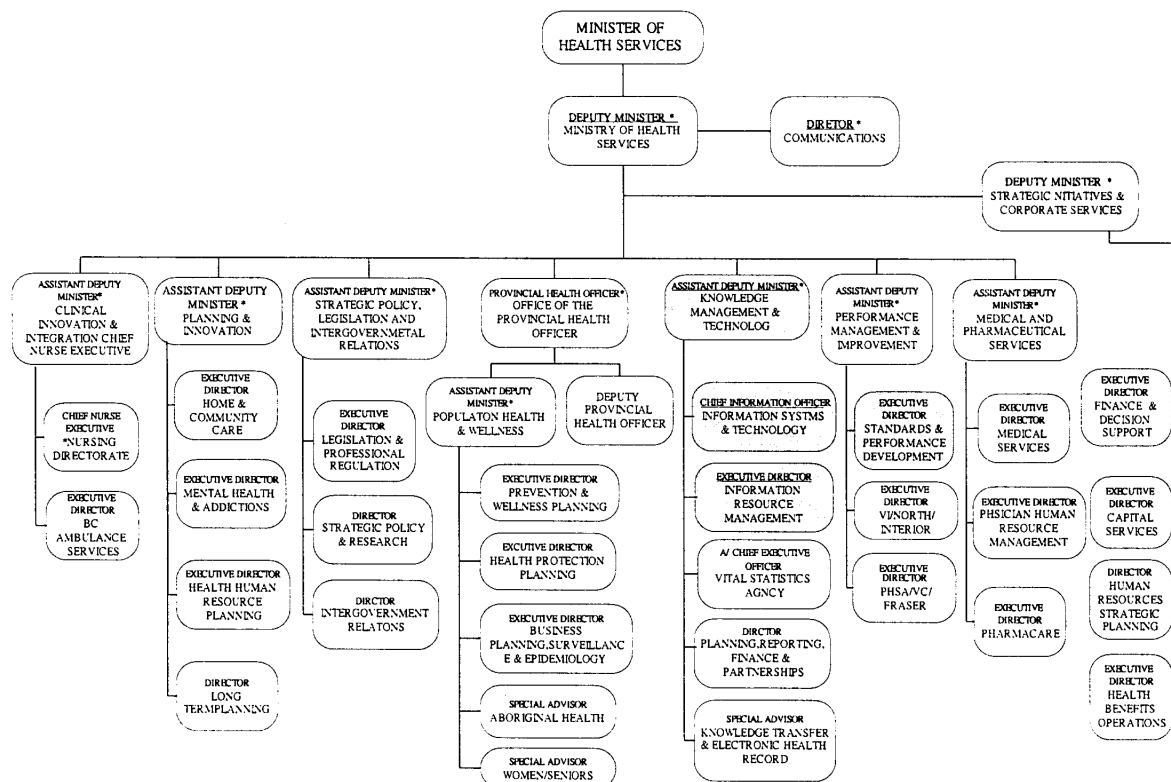 MINISTER OF
HEALTH SERVICES
DEPUTY MINISTER *
MINISTRY OF HEALTH
SERVICES
DIRETOR *
COMMUNICATIONS
DEPUTY MINISTER *
STRATEGIC NITIATIVES &
CORPORATE SERVICES
ASSISTANT DEPUTY
MINISTER*
CLINICAL
INNOVATION &
INTEGRATION CHIEF
NURSE EXECUTIVE
CHIEF NURSE
EXECUTIVE
*NURSING
DIRECTORATE
EXECUTIVE
DIRECTOR
BC
AMBULANCE
SERVICES
ASSISTANT DEPUTY
MINISTER *
PLANNING &
INNOVATION
EXECUTIVE
DIRECTOR
HOME &
COMMUNITY
CARE
EXECUTIVE DIRECTOR
MENTAL HEALTH
& ADDICTIONS
EXECUTIVE DIRECTOR
HEALTH HUMAN
RESOURCE
PLANNING
DIRECTOR
LONG
TERMPLANNING
ASSISTANT DEPUTY MINISTER*
STRATEGIC POLICY,
LEGISLATION AND
INTERGOVERNMETAL
RELATIONS
EXECUTIVE
DIRECTOR
LEGISLATION &
PROFESSIONAL
REGULATION
DIRECTOR
STRATEGIC POLICY
& RESEARCH
DIRCTOR
INTERGOVERNMENT
RELATONS
PROVINCIAL HEALTH OFFICER*
OFFICE OF THE
PROVINCIAL HEALTH
OFFICER
ASSISTANT DEPUTY
MINISTER*
POPULATON HEALTH
& WELLNESS
DEPUTY
PROVINCIAL
HEALTH OFFICER
EXECUTIVE DIRECTOR
PREVENTION &
WELLNESS PLANNING
EXCUTIVE DIRECTOR
HEALTH PROTECTION
PLANNING
EXECUTIVE DIRECTOR
BUSINESS
PLANNING,SURVEILLANC
E & EPIDEMIOLOGY
SPECIAL ADVISOR
ABORIGINAL HEALTH
SPECIAL ADVISOR
WOMEN/SENIORS
ASSISTANT DEPUTY MINISTER*
KNOWLEDGE
MANAGEMENT &
TECHNOLOG
CHIEF INFORMATION OFFICER
INFORMATION SYSTMS
& TECHNOLOGY
EXECUTIVE DIRECTOR
INFORMATION
RESOURCE
MANAGEMENT
A/ CHIEF EXECUTIVE
OFFICER
VITAL STATISTICS
AGNCY
DIRCTOR
PLANNING,REPORTING,
FINANCE &
PARTNERSHIPS
SPECIAL ADVISOR
KNOWLEDGE TRANSFER
& ELECTRONIC HEALTH
RECORD
ASSISTANT DEPUTY
MINISTER*
PERFORMANCE
MANAGEMENT &
IMPROVEMENT
EXECUTIVE
DIRECTOR
STANDARDS &
PERFORMANCE
DEVELOPMENT
EXECUTIVE
DIRECTOR
VI/NORTH/
INTERIOR
EXECUTIVE
DIRECTOR
PHSA/VC/
FRASER
ASSISTANT DEPUTY
MINISTER*
MEDICAL AND
PHARMACEUTICAL
SERVICES
EXECUTIVE
DIRECTOR
MEDICAL
SERVICES
EXECUTIVE DIRECTOR
PHSICIAN HUMAN
RESOURCE
MANAGEMENT
EXECUTIVE
DIRECTOR
PHARMACARE
EXECUTIVE
DIRECTOR
FINANCE &
DECISION
SUPPORT
EXECUTIVE
DIRECTOR
CAPITAL
SERVICES
DIRECTOR
HUMAN
RESOURCES
STRATEGIC
PLANNING
EXECUTIVE
DIRECTOR
HEALTH
BENEFITS
OPERATIONS